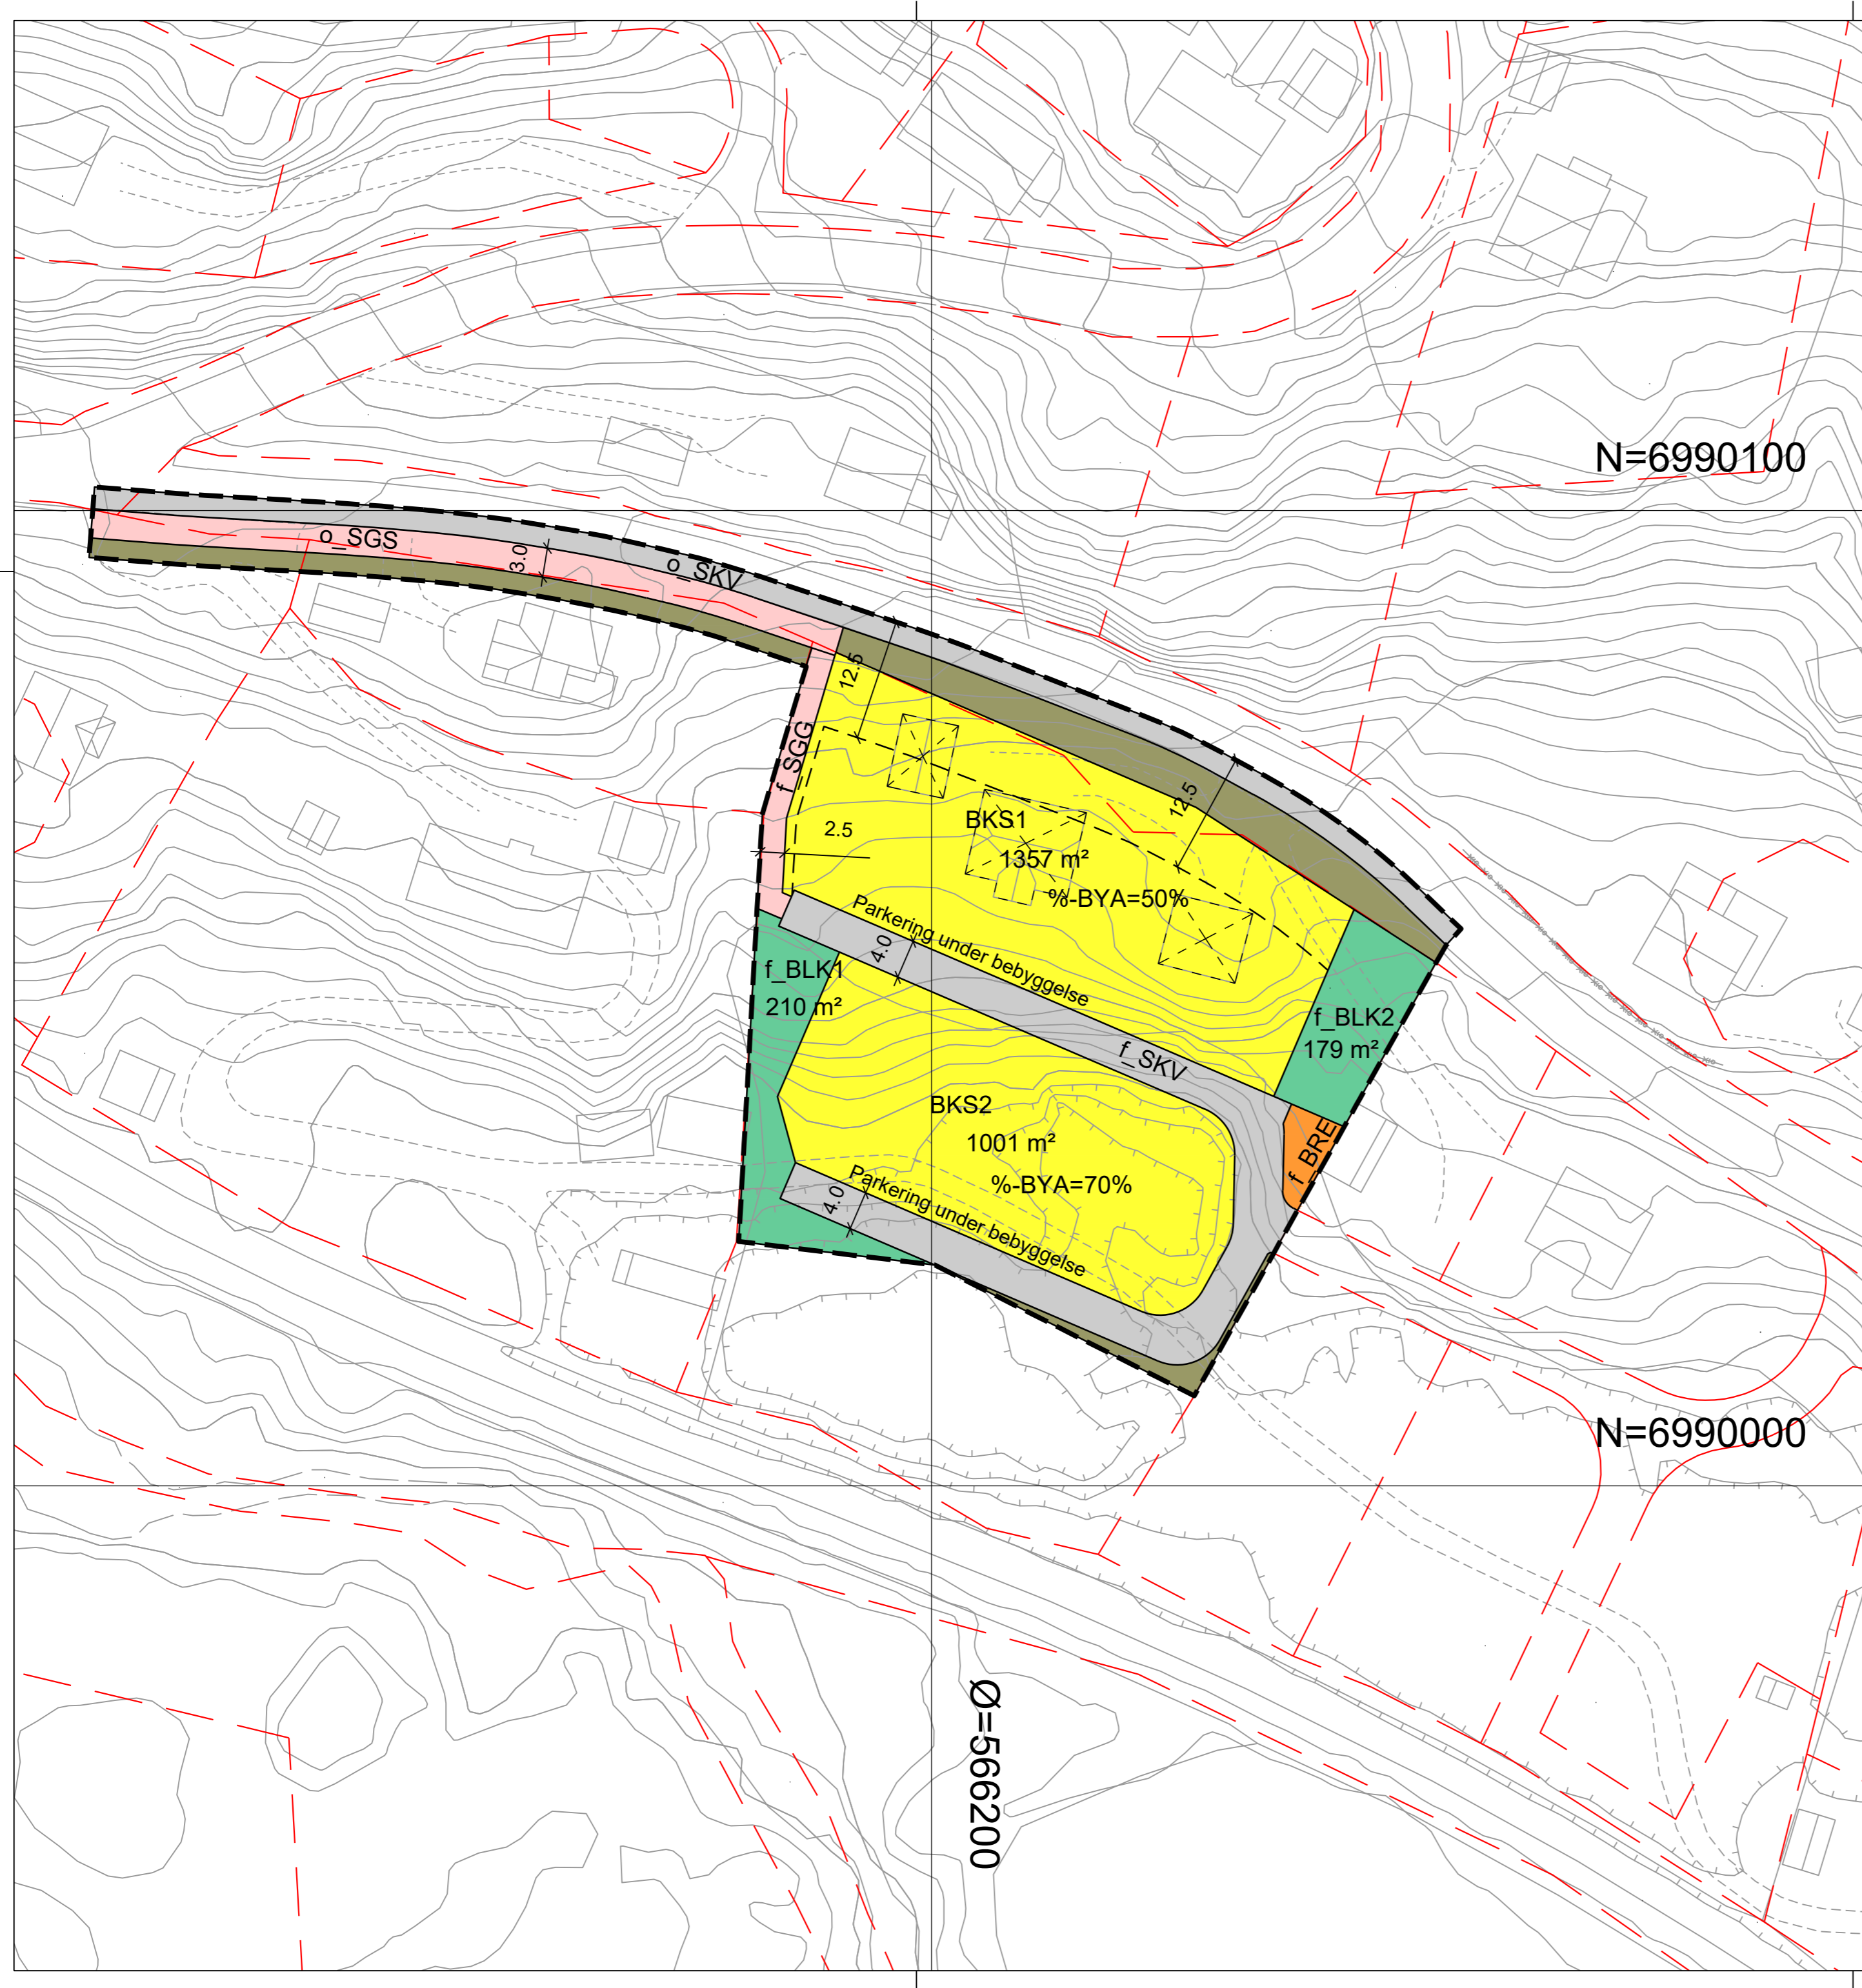 N=6990100
o_SGS
3.0
o_SKV
12.5
f_SGG
12.5
2.5
BKS1
1357 m²
%-BYA=50%
Parkering under bebyggelse
4.0
f_BLK1
210 m²
f_BLK2
179 m²
f_SKV
BKS2
1001 m²
%-BYA=70%
f_BRE
Parkering under bebyggelse
4.0
N=6990000
Ø=566200